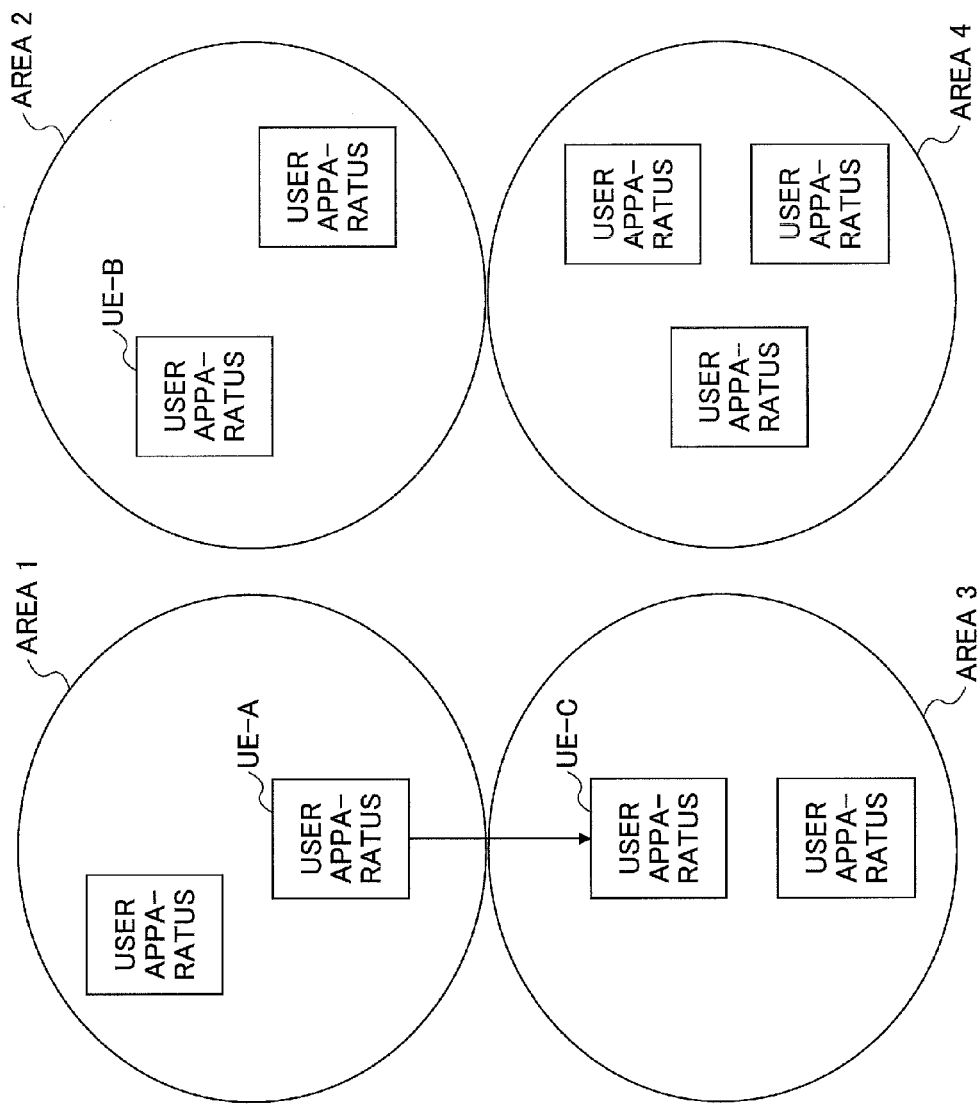 AREA 1
USER
APPA-
RATUS
UE-A
USER
APPA-
RATUS
AREA 2
UE-B
USER
APPA-
RATUS
USER
APPA-
RATUS
UE-C
USER
APPA-
RATUS
USER
APPA-
RATUS
AREA 3
USER
APPA-
RATUS
USER
APPA-
RATUS
USER
APPA-
RATUS
AREA 4